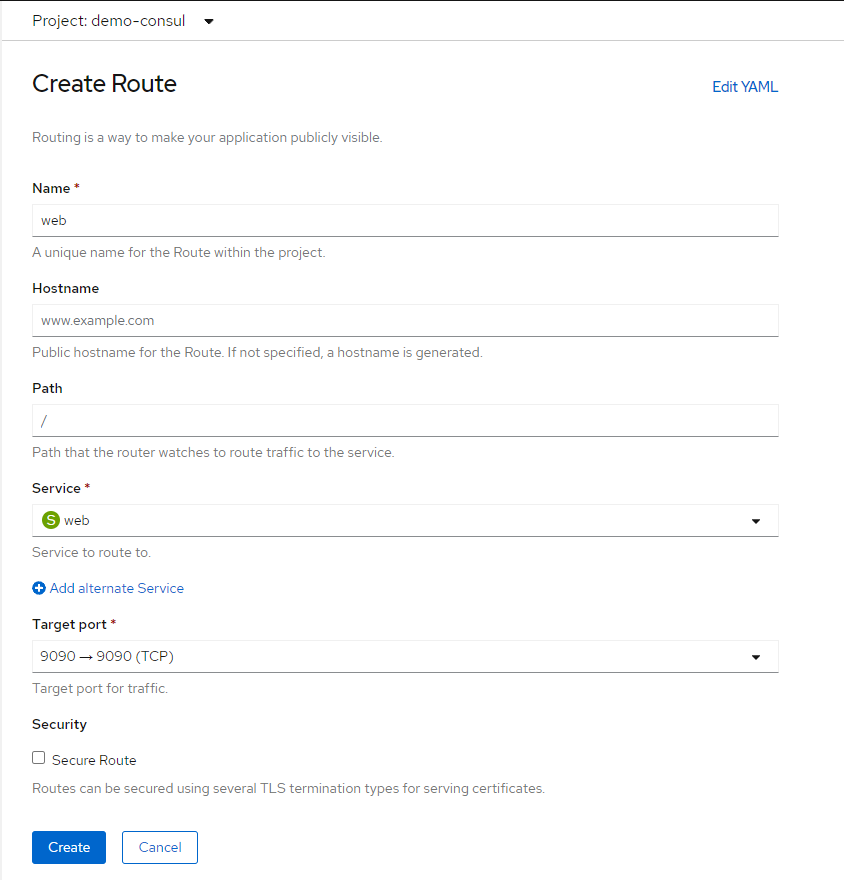 Project: demo-consul
Create Route
Edit YAML
Routing is a way to make your application publicly visible.
Name *
web
A unique name for the Route within the project.
Hostname
www.example.com
Public hostname for the Route. If not specified, a hostname is generated.
Path
/
Path that the router watches to route traffic to the service.
Service *
S web
Service to route to.
Add alternate Service
Target port *
9090 → 9090 (TCP)
Target port for traffic.
Security
Secure Route
Routes can be secured using several TLS termination types for serving certificates.
Create
Cancel